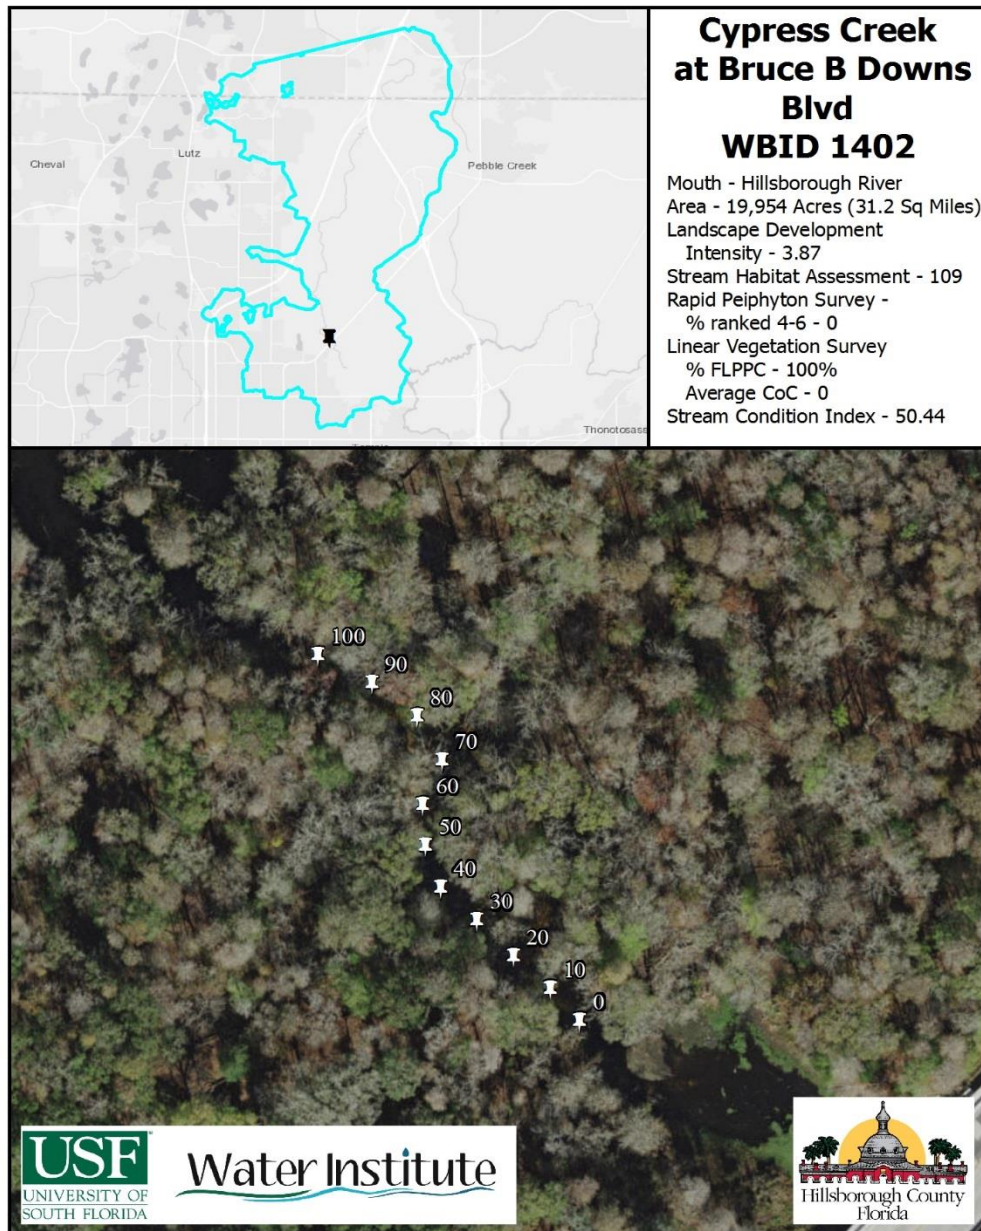 Cypress Creek
at Bruce B Downs
Blvd
WBID 1402
Mouth - Hillsborough River
Area - 19,954 Acres (31.2 Sq Miles)
Landscape Development
Intensity - 3.87
Stream Habitat Assessment - 109
Rapid Peiphyton Survey -
% ranked 4-6 - 0
Linear Vegetation Survey
% FLPPC - 100%
Average CoC - 0
Stream Condition Index - 50.44
Cheval
Lutz
Pebble Creek
Thonotosass
100
90
80
70
60
50
40
30
20
10
0
USF
UNIVERSITY OF
SOUTH FLORIDA
Water Institute
Hillsborough County
Florida